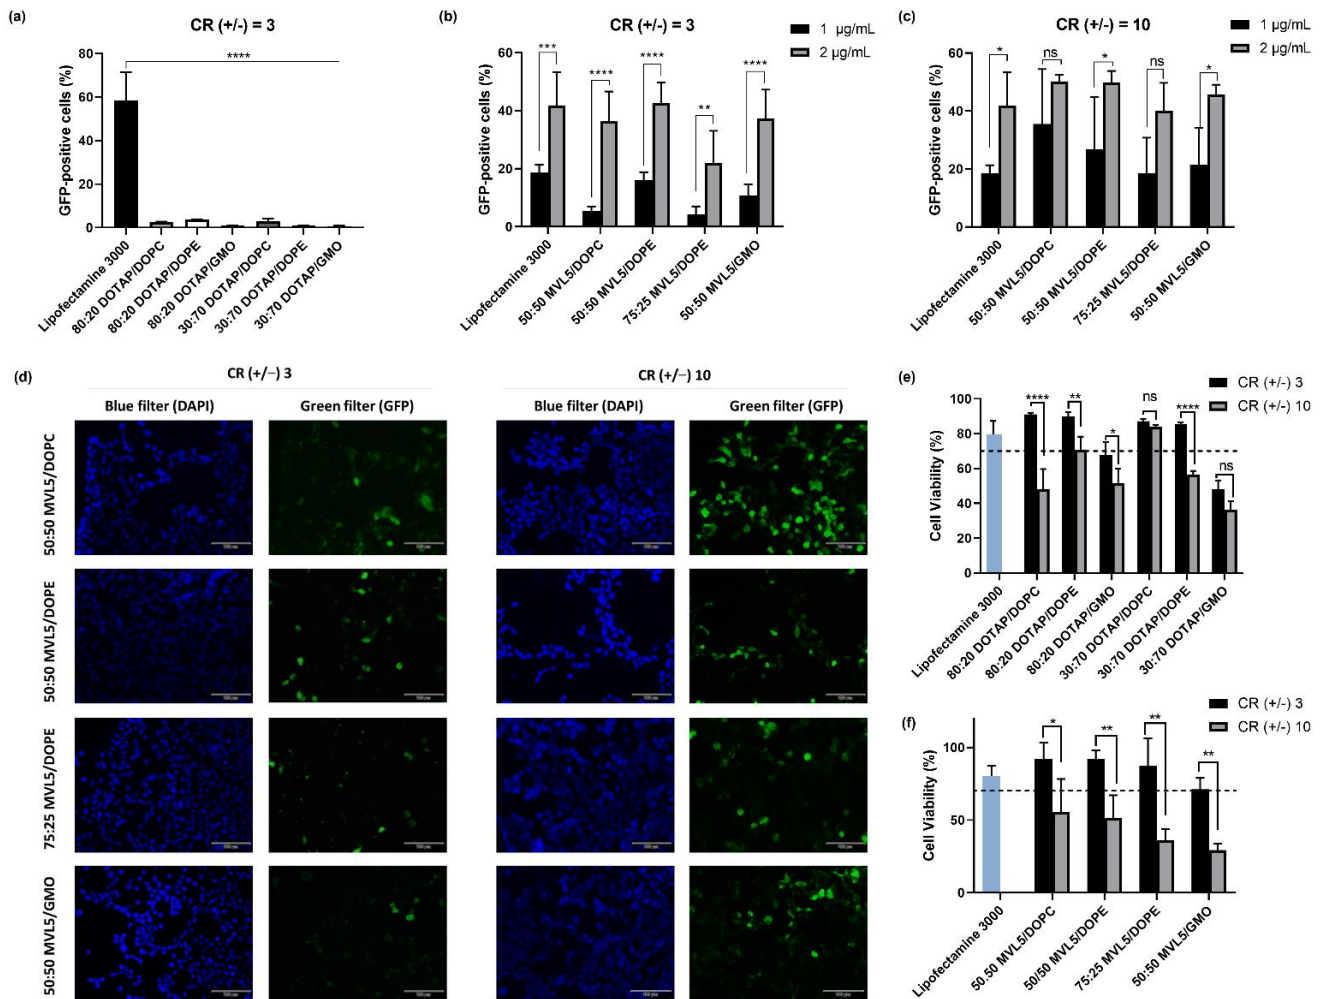 (a)
CR (+/-) = 3
GFP-positive cells (%)
80
60
40
20
0
****
Lipofectamine 3000
80:20 DOTAP/DOPC
80:20 DOTAP/DOPE
80:20 DOTAP/GMO
30:70 DOTAP/DOPC
30:70 DOTAP/DOPE
30:70 DOTAP/GMO
(b)
CR (+/-) = 3
1 µg/mL
2 µg/mL
GFP-positive cells (%)
60
40
20
0
***
****
****
**
****
Lipofectamine 3000
50:50 MVL5/DOPC
50:50 MVL5/DOPE
75:25 MVL5/DOPE
50:50 MVL5/GMO
(c)
CR (+/-) = 10
1 µg/mL
2 µg/mL
GFP-positive cells (%)
60
40
20
0
*
ns
*
ns
*
Lipofectamine 3000
50:50 MVL5/DOPC
50:50 MVL5/DOPE
75:25 MVL5/DOPE
50:50 MVL5/GMO
(d)
CR (+/−) 3
CR (+/−) 10
Blue filter (DAPI)
Green filter (GFP)
Blue filter (DAPI)
Green filter (GFP)
50:50 MVL5/DOPC
50:50 MVL5/DOPE
75:25 MVL5/DOPE
50:50 MVL5/GMO
(e)
CR (+/-) 3
CR (+/-) 10
Cell Viability (%)
100
80
60
40
20
0
****
**
*
ns
****
ns
Lipofectamine 3000
80:20 DOTAP/DOPC
80:20 DOTAP/DOPE
80:20 DOTAP/GMO
30:70 DOTAP/DOPC
30:70 DOTAP/DOPE
30:70 DOTAP/GMO
(f)
CR (+/-) 3
CR (+/-) 10
Cell Viability (%)
100
50
0
*
**
**
**
Lipofectamine 3000
50:50 MVL5/DOPC
50/50 MVL5/DOPE
75:25 MVL5/DOPE
50:50 MVL5/GMO